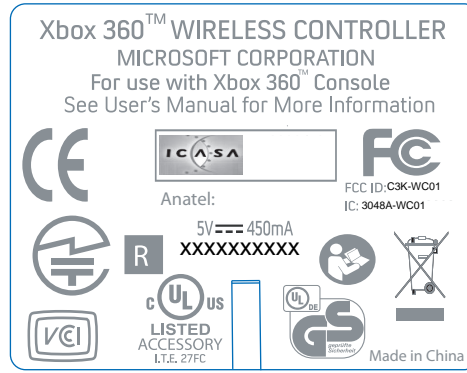 Xbox 360™ WIRELESS CONTROLLER
MICROSOFT CORPORATION
For use with Xbox 360™ Console
See User's Manual for More Information
CE
ICASA
FC
Anatel:
FCC ID:C3K-WC01
IC: 3048A-WC01
5V 450mA
XXXXXXXXXX
R
C UL US
LISTED
ACCESSORY
I.T.E. 27FC
UL
DE
GS
geprüfte
Sicherheit
VCI
Made in China